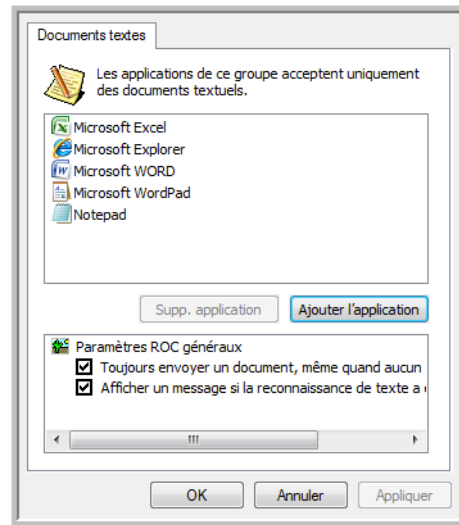 Documents textes
Les applications de ce groupe acceptent uniquement
des documents textuels.
Microsoft Excel
Microsoft Explorer
Microsoft WORD
Microsoft WordPad
Notepad
Supp. application
Ajouter l'application
Paramètres ROC généraux
Toujours envoyer un document, même quand aucun
Afficher un message si la reconnaissance de texte a
OK
Annuler
Appliquer